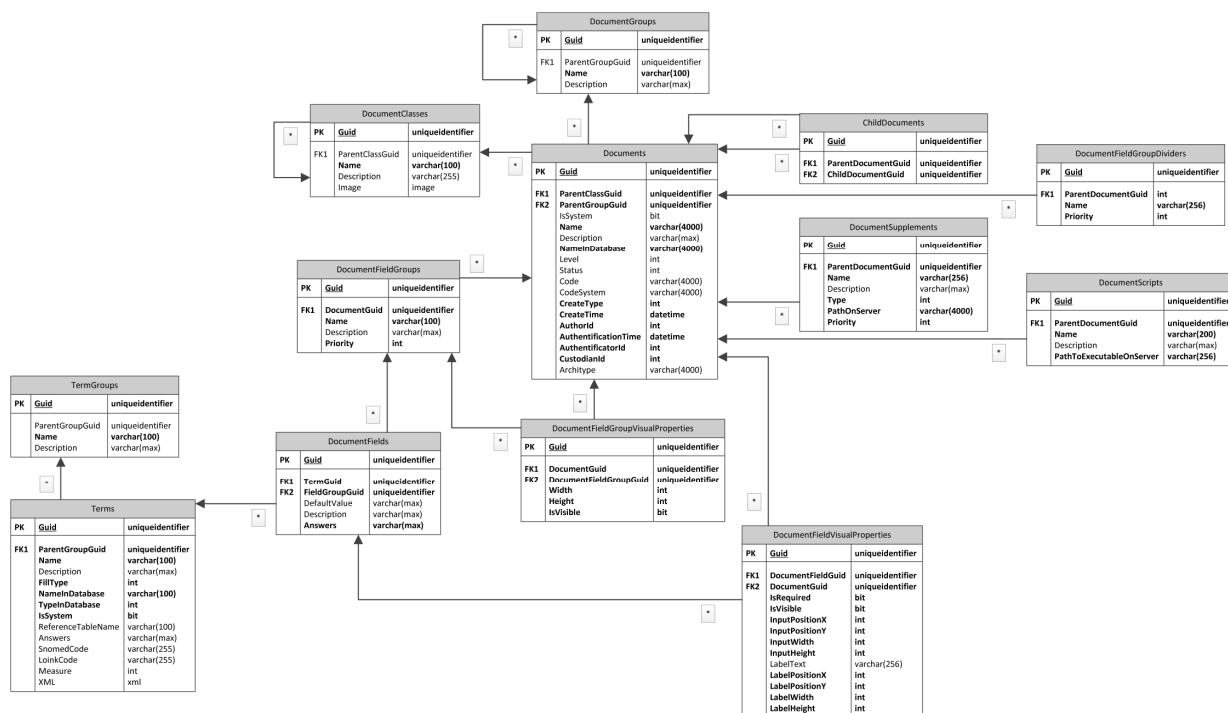 DocumentGroups
PK Guid uniqueidentifier
FK1 ParentGroupGuid uniqueidentifier
Name varchar(100)
Description varchar(max)
*
*
DocumentClasses
PK Guid uniqueidentifier
FK1 ParentClassGuid uniqueidentifier
Name varchar(100)
Description varchar(255)
Image image
*
*
Documents
PK Guid uniqueidentifier
FK1 ParentClassGuid uniqueidentifier
FK2 ParentGroupGuid uniqueidentifier
IsSystem bit
Name varchar(4000)
Description varchar(max)
NameInDatabase varchar(4000)
Level int
Status int
Code varchar(4000)
CodeSystem varchar(4000)
CreateType int
CreateTime datetime
AuthorId int
AuthentificationTime datetime
AuthentificatorId int
CustodianId int
Architype varchar(4000)
*
*
ChildDocuments
PK Guid uniqueidentifier
FK1 ParentDocumentGuid uniqueidentifier
FK2 ChildDocumentGuid uniqueidentifier
DocumentFieldGroupDividers
PK Guid uniqueidentifier
FK1 ParentDocumentGuid int
Name varchar(256)
Priority int
*
DocumentSupplements
PK Guid uniqueidentifier
FK1 ParentDocumentGuid uniqueidentifier
Name varchar(256)
Description varchar(max)
Type int
PathOnServer varchar(4000)
Priority int
*
DocumentScripts
PK Guid uniqueidentifier
FK1 ParentDocumentGuid uniqueidentifier
Name varchar(200)
Description varchar(max)
PathToExecutableOnServer varchar(256)
*
DocumentFieldGroups
PK Guid uniqueidentifier
FK1 DocumentGuid uniqueidentifier
Name varchar(100)
Description varchar(max)
Priority int
*
*
TermGroups
PK Guid uniqueidentifier
ParentGroupGuid uniqueidentifier
Name varchar(100)
Description varchar(max)
*
DocumentFields
PK Guid uniqueidentifier
FK1 TermGuid uniqueidentifier
FK2 FieldGroupGuid uniqueidentifier
DefaultValue varchar(max)
Description varchar(max)
Answers varchar(max)
*
*
*
DocumentFieldGroupVisualProperties
PK Guid uniqueidentifier
FK1 DocumentGuid uniqueidentifier
FK2 DocumentFieldGroupGuid uniqueidentifier
Width int
Height int
IsVisible bit
Terms
PK Guid uniqueidentifier
FK1 ParentGroupGuid uniqueidentifier
Name varchar(100)
Description varchar(max)
FillType int
NameInDatabase varchar(100)
TypeInDatabase int
IsSystem bit
ReferenceTableName varchar(100)
Answers varchar(max)
SnomedCode varchar(255)
LoinkCode varchar(255)
Measure int
XML xml
*
*
DocumentFieldVisualProperties
PK Guid uniqueidentifier
FK1 DocumentFieldGuid uniqueidentifier
FK2 DocumentGuid uniqueidentifier
IsRequired bit
IsVisible bit
InputPositionX int
InputPositionY int
InputWidth int
InputHeight int
LabelText varchar(256)
LabelPositionX int
LabelPositionY int
LabelWidth int
LabelHeight int